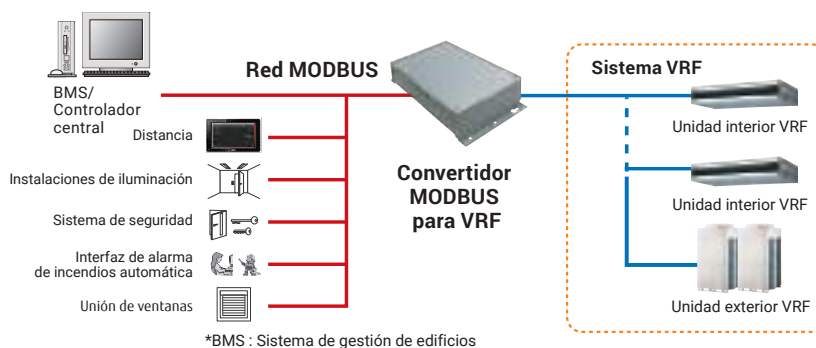 BMS/
Controlador
central
Red MODBUS
Distancia
Instalaciones de iluminación
Sistema de seguridad
Interfaz de alarma
de incendios automática
Unión de ventanas
Convertidor
MODBUS
para VRF
Sistema VRF
Unidad interior VRF
Unidad interior VRF
Unidad exterior VRF
*BMS : Sistema de gestión de edificios